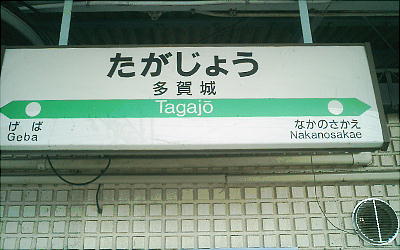 たがじょう
多賀城
Tagajō
げば
Geba
なかのさかえ
Nakanosakae